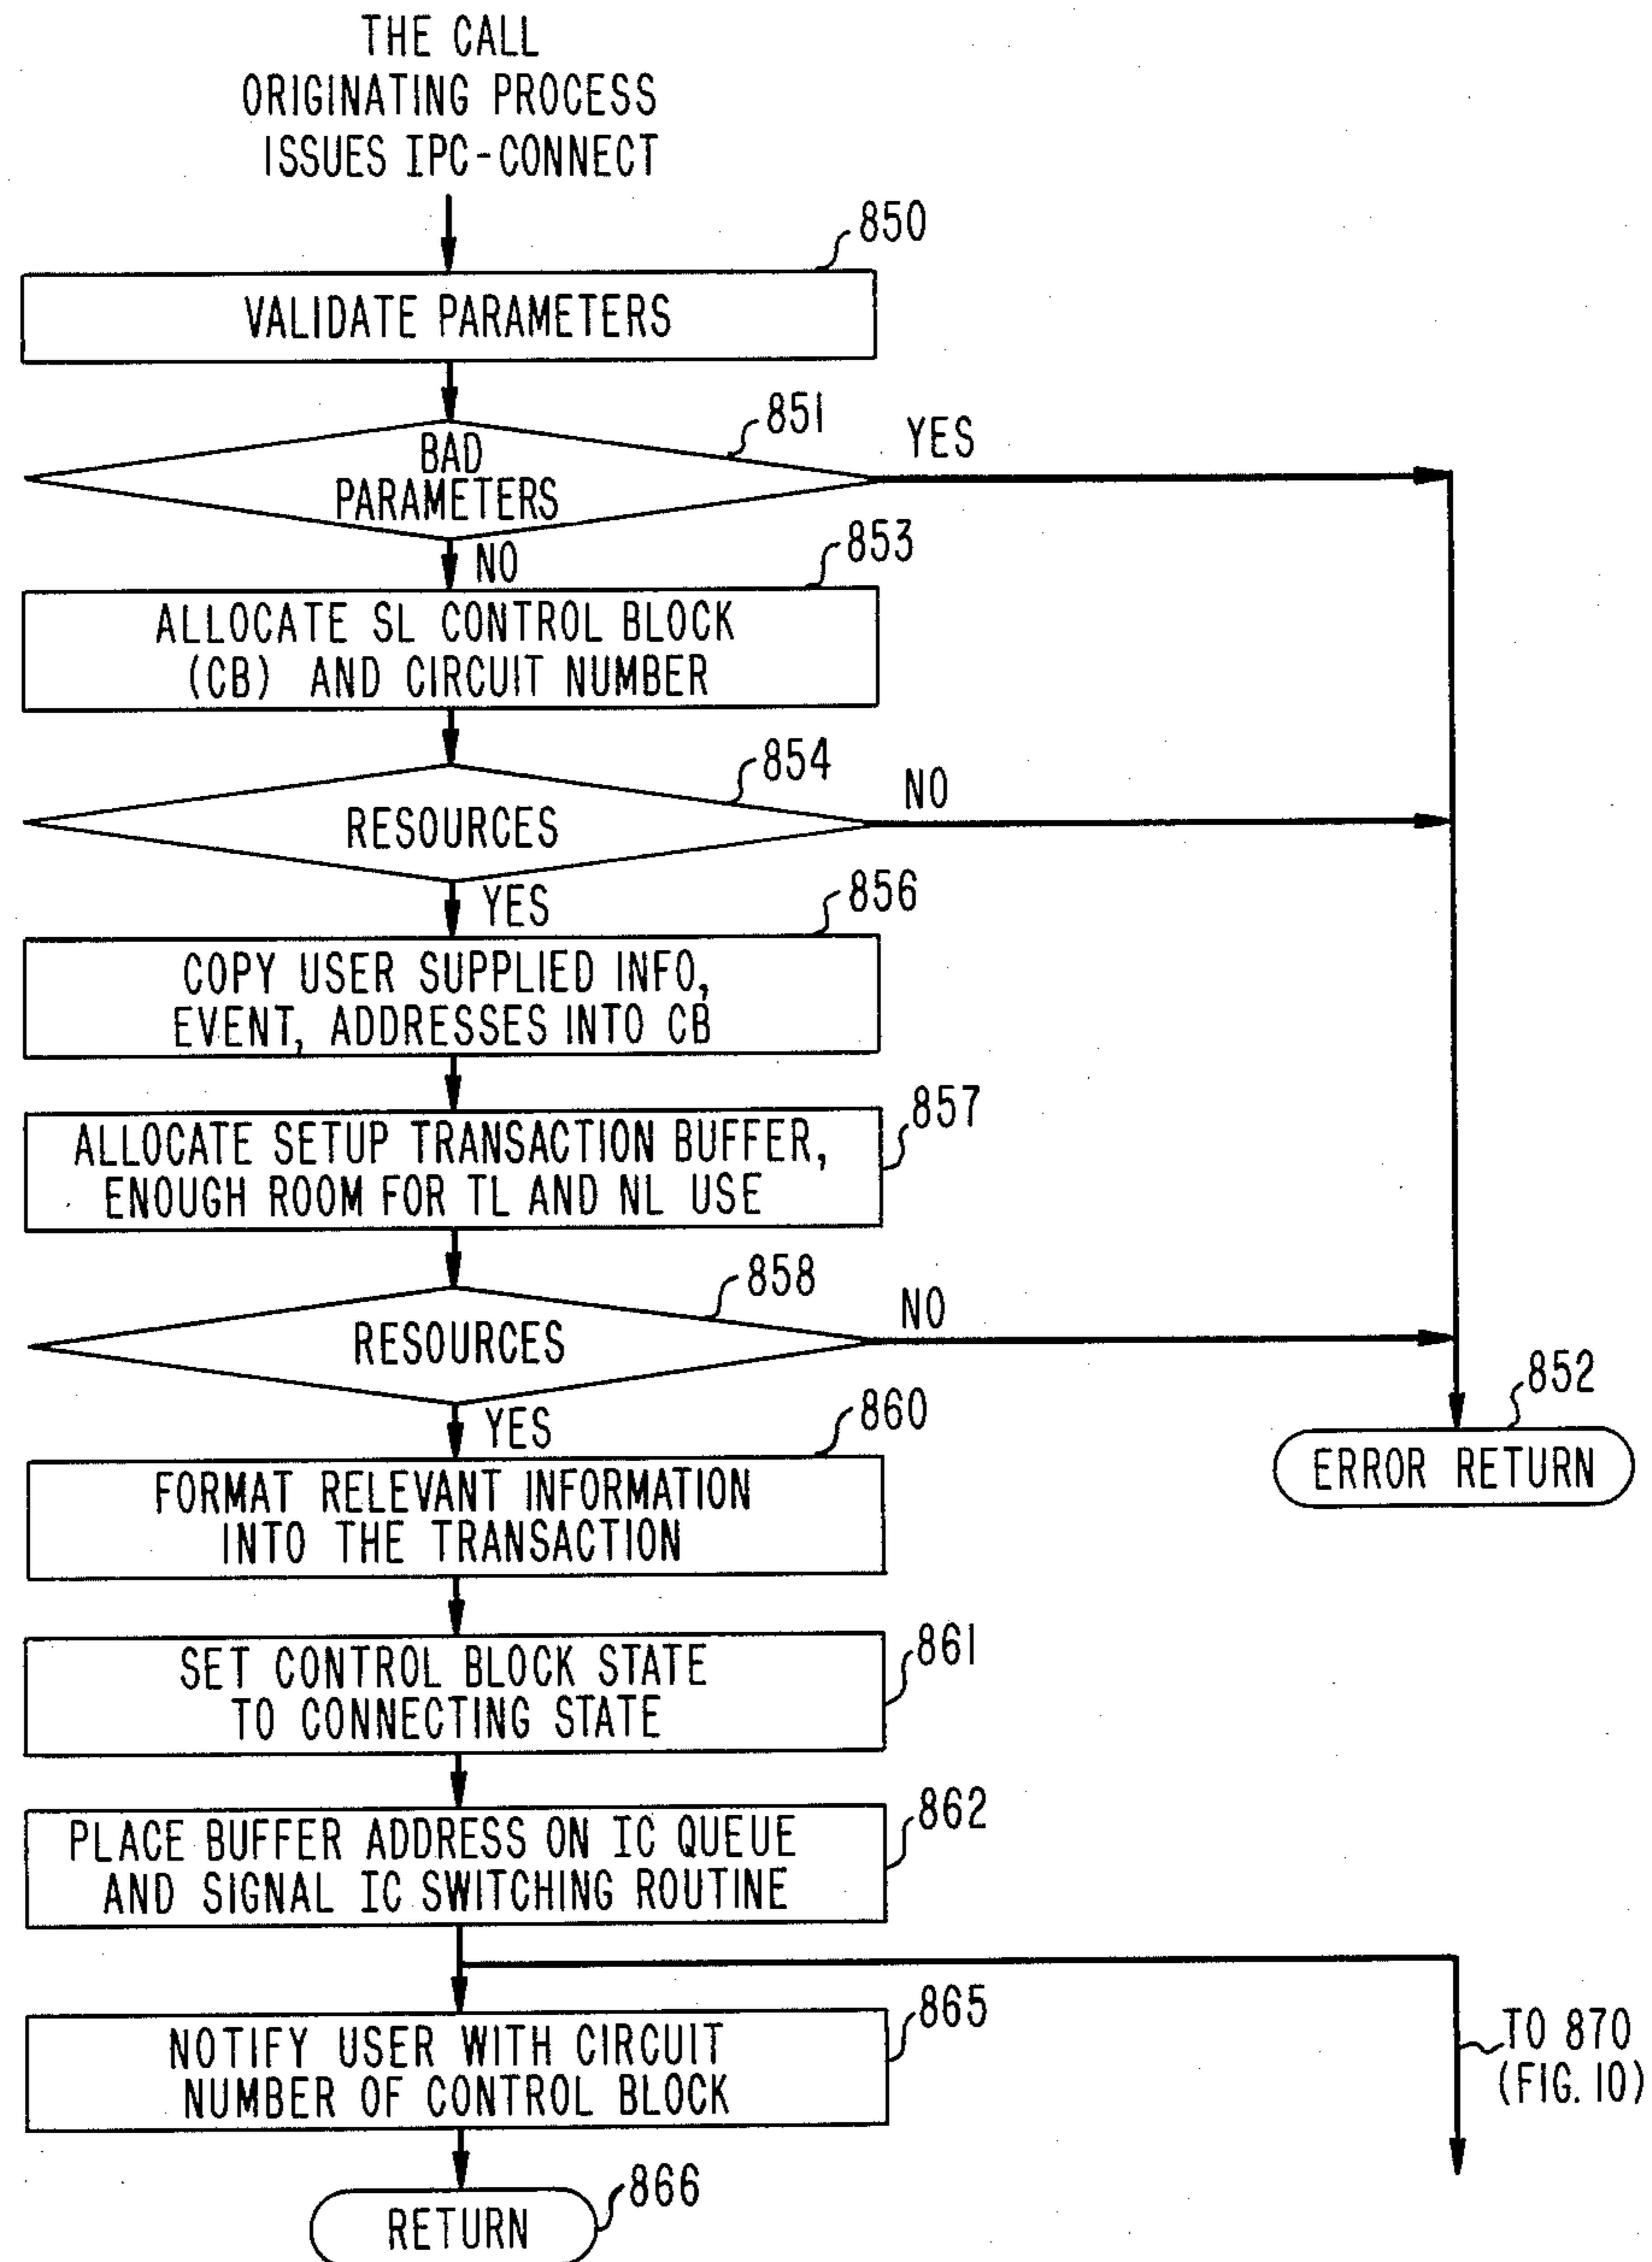 THE CALL
ORIGINATING PROCESS
ISSUES IPC-CONNECT
850
VALIDATE PARAMETERS
851
YES
BAD
PARAMETERS
NO
853
ALLOCATE SL CONTROL BLOCK
(CB) AND CIRCUIT NUMBER
854
NO
RESOURCES
YES
856
COPY USER SUPPLIED INFO,
EVENT, ADDRESSES INTO CB
857
ALLOCATE SETUP TRANSACTION BUFFER,
ENOUGH ROOM FOR TL AND NL USE
858
NO
RESOURCES
852
ERROR RETURN
YES
860
FORMAT RELEVANT INFORMATION
INTO THE TRANSACTION
861
SET CONTROL BLOCK STATE
TO CONNECTING STATE
862
PLACE BUFFER ADDRESS ON IC QUEUE
AND SIGNAL IC SWITCHING ROUTINE
865
NOTIFY USER WITH CIRCUIT
NUMBER OF CONTROL BLOCK
TO 870
(FIG. 10)
866
RETURN